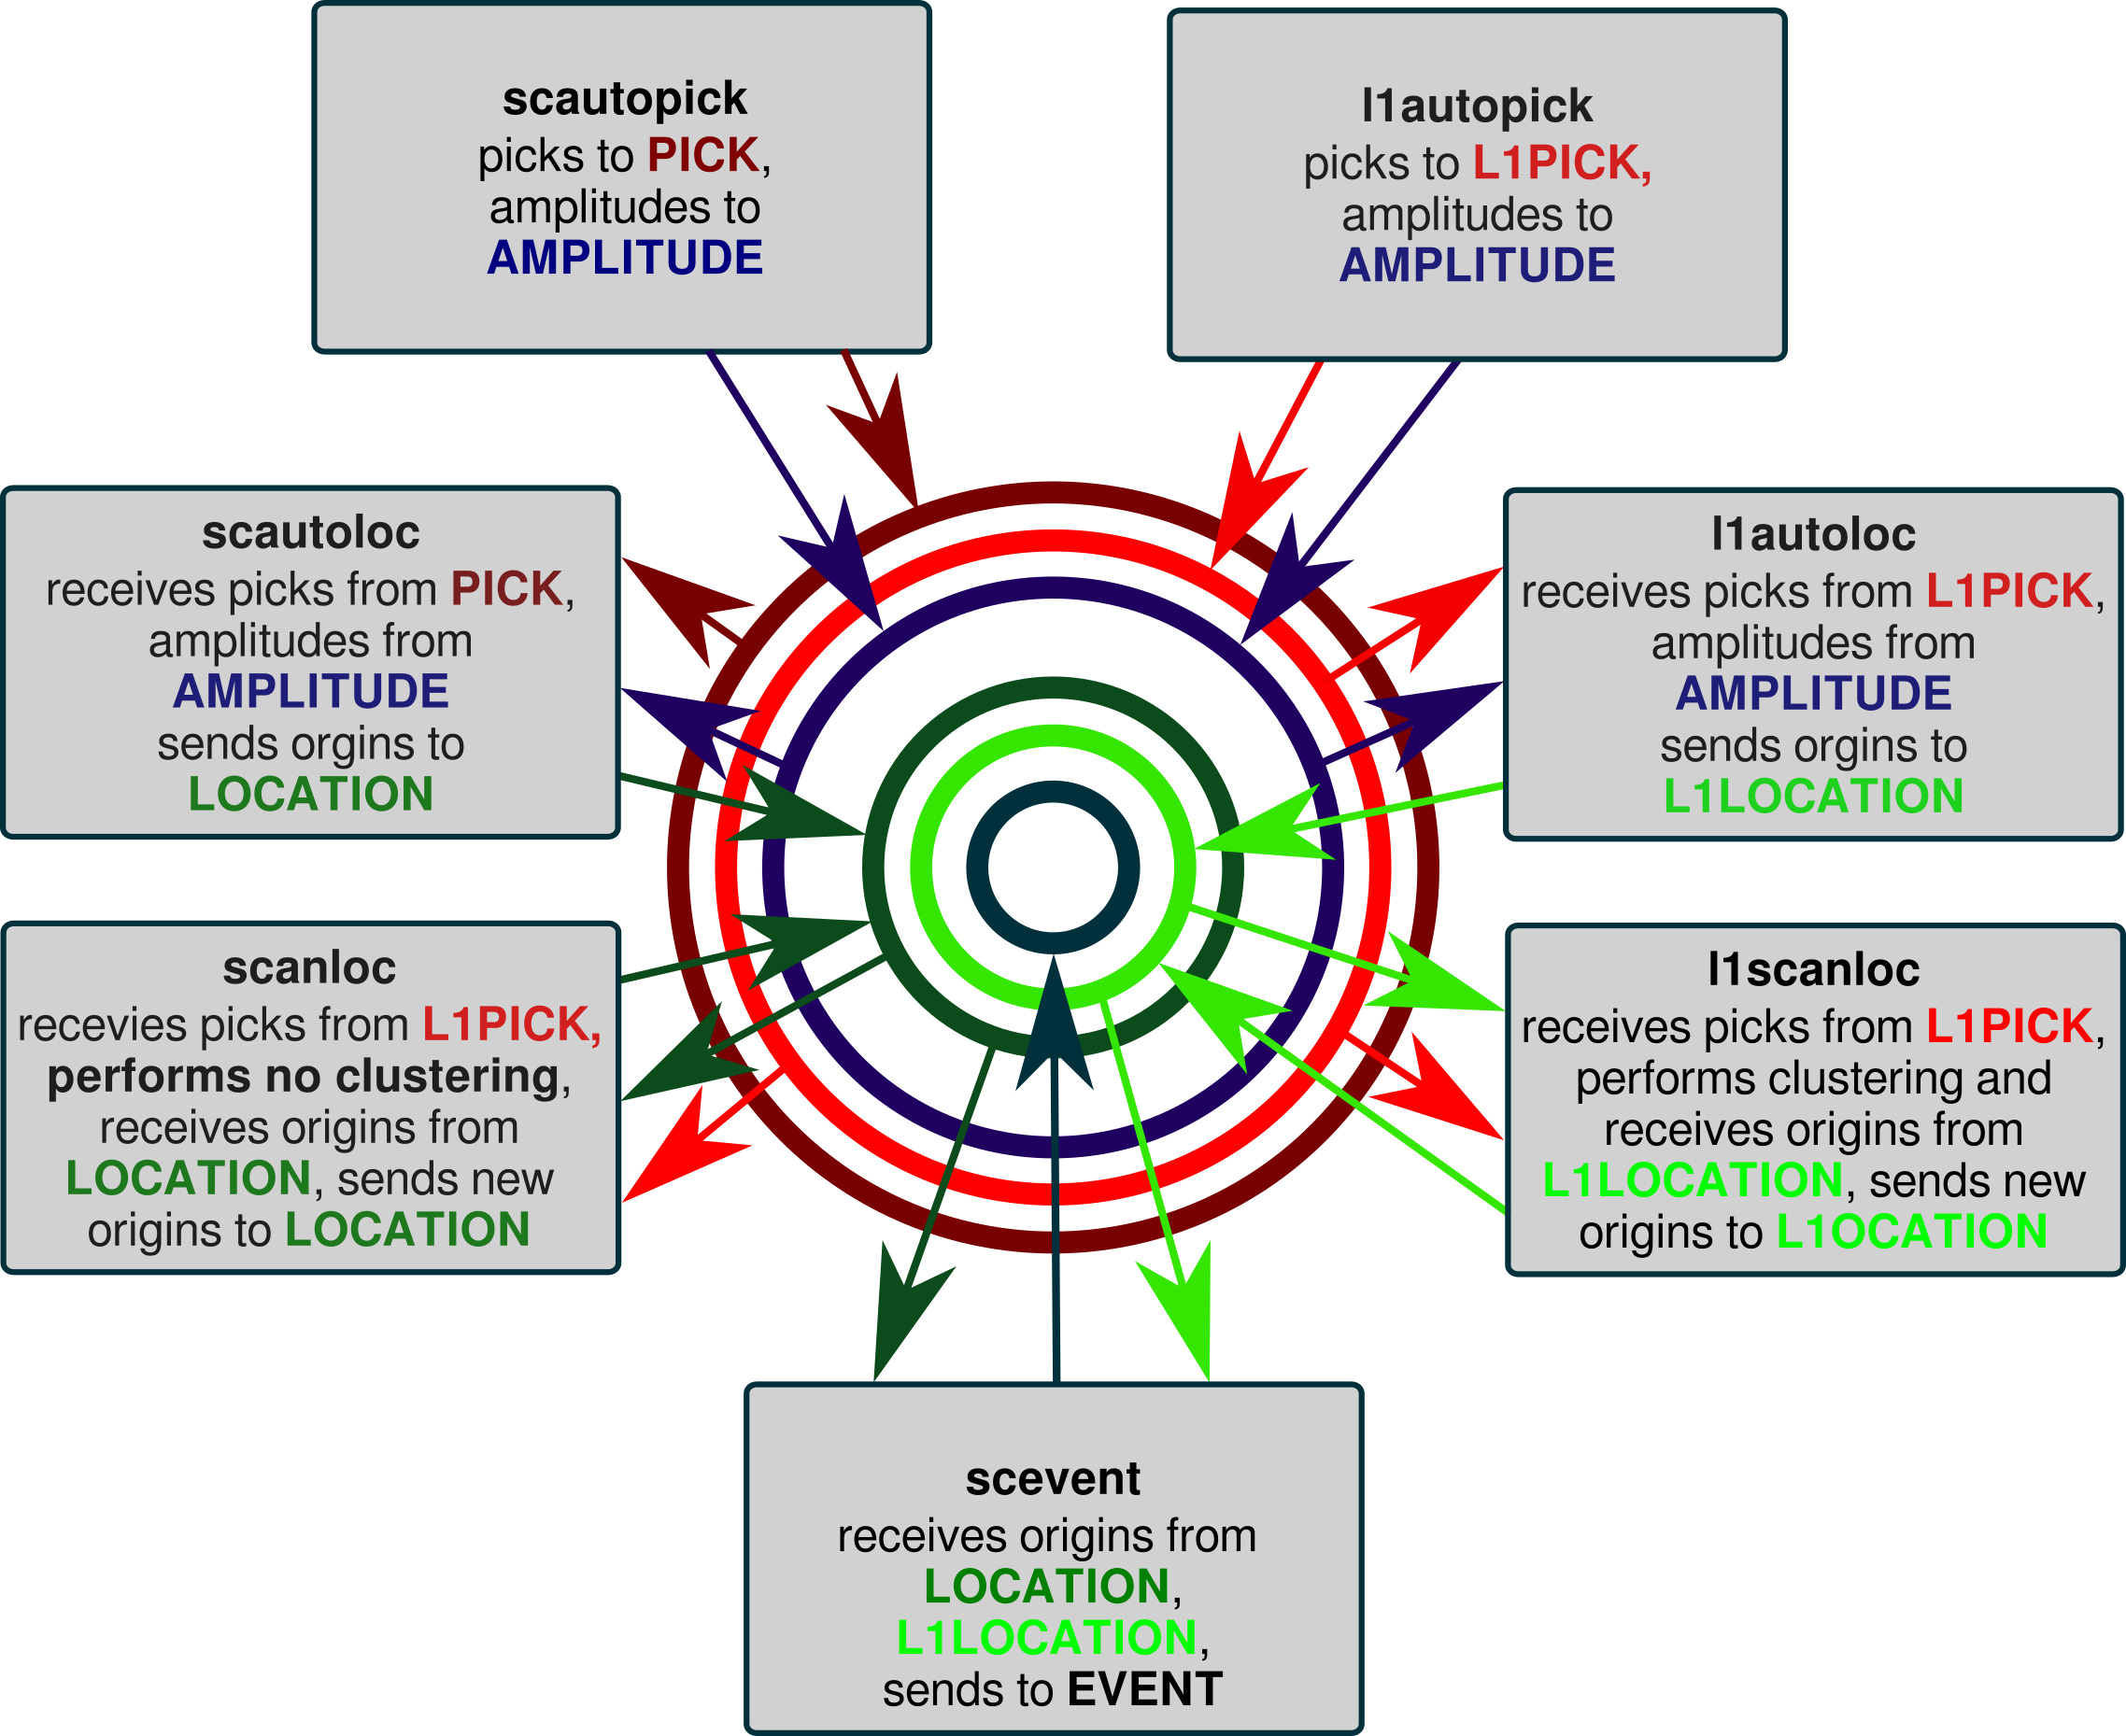 scautopick
picks to PICK,
amplitudes to
AMPLITUDE
l1autopick
picks to L1PICK,
amplitudes to
AMPLITUDE
scautoloc
receives picks from PICK,
amplitudes from
AMPLITUDE
sends orgins to
LOCATION
l1autoloc
receives picks from L1PICK,
amplitudes from
AMPLITUDE
sends orgins to
L1LOCATION
scanloc
recevies picks from L1PICK,
performs no clustering,
receives origins from
LOCATION, sends new
origins to LOCATION
l1scanloc
receives picks from L1PICK,
performs clustering and
receives origins from
L1LOCATION, sends new
origins to L1OCATION
scevent
receives origins from
LOCATION,
L1LOCATION,
sends to EVENT